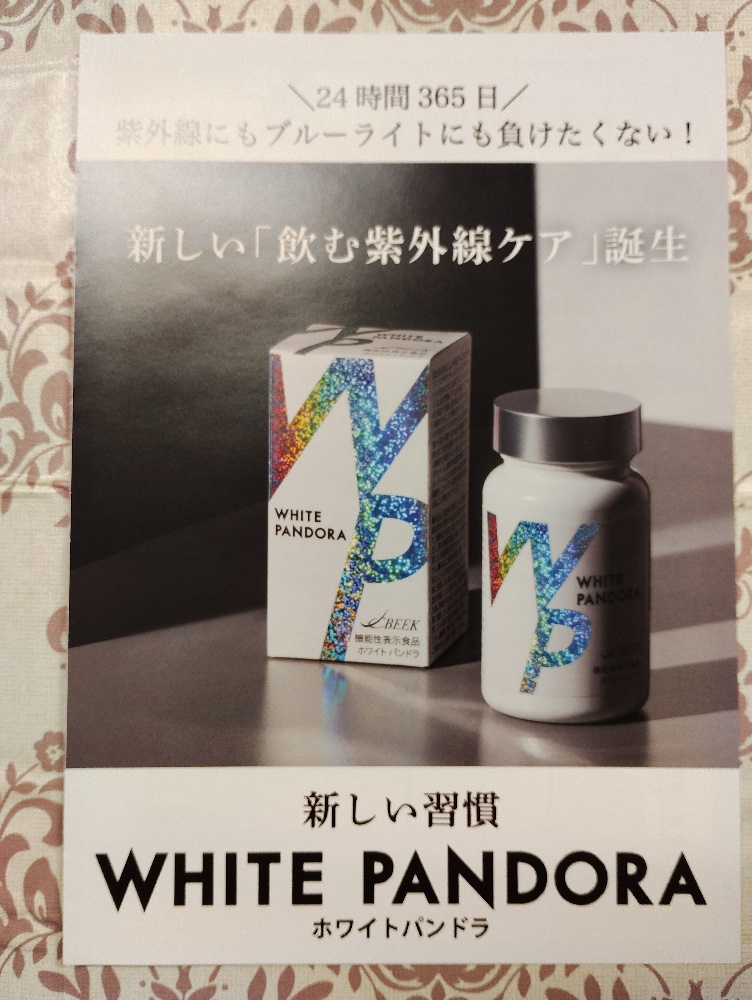 ＼24時間365日／
紫外線にもブルーライトにも負けたくない！
新しい「飲む紫外線ケア」誕生
WHITE
PANDORA
WP
WHITE
PANDORA
BEEK
機能性表示食品
ホワイトパンドラ
WP
WHITE
PANDORA
新しい習慣
WHITE PANDORA
ホワイトパンドラ